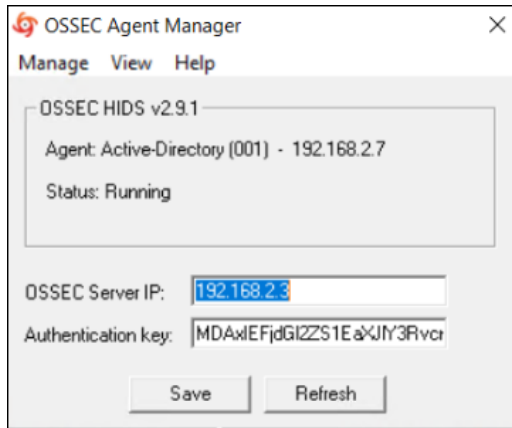 OSSEC Agent Manager
Manage View Help
OSSEC HIDS v2.9.1
Agent: Active-Directory (001) - 192.168.2.7
Status: Running
OSSEC Server IP: 192.168.2.3
Authentication key:
Save Refresh